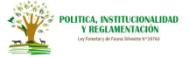 POLITICA, INSTITUCIONALIDAD
Y REGLAMENTACIÓN
Ley Forestal y de Fauna Silvestre N° 29763